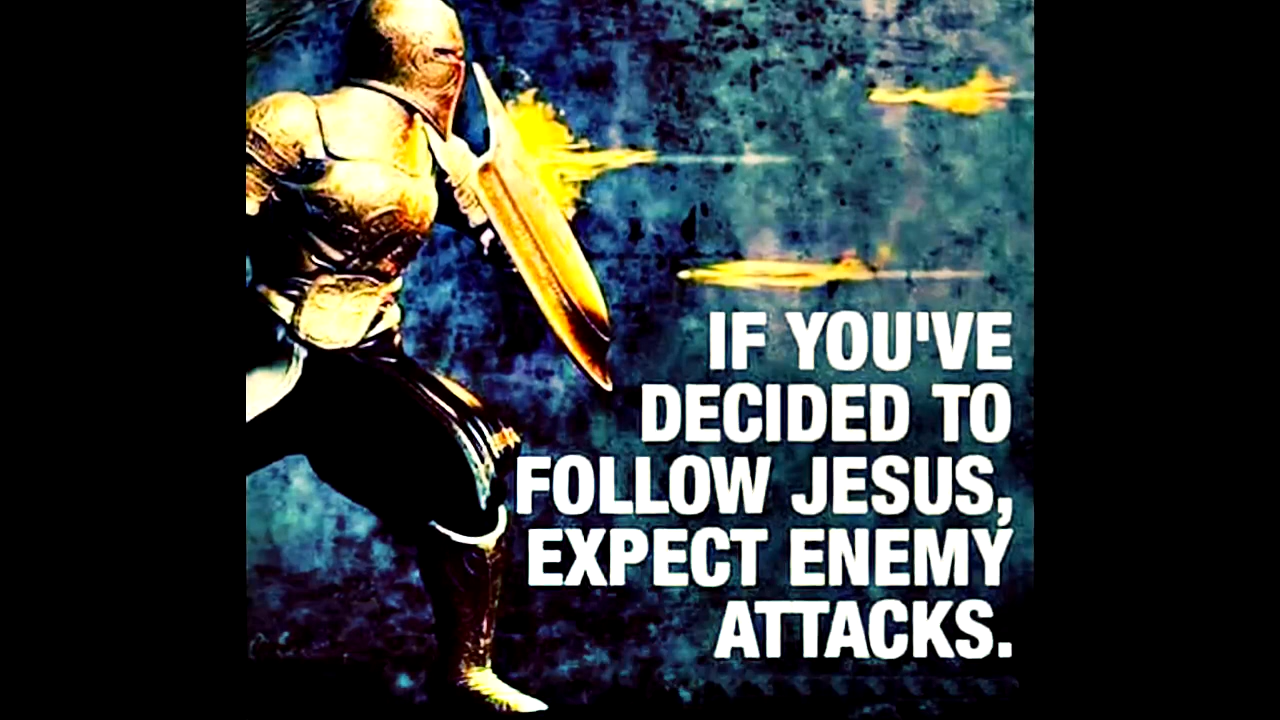 IF YOU'VE
DECIDED TO
FOLLOW JESUS,
EXPECT ENEMY
ATTACKS.